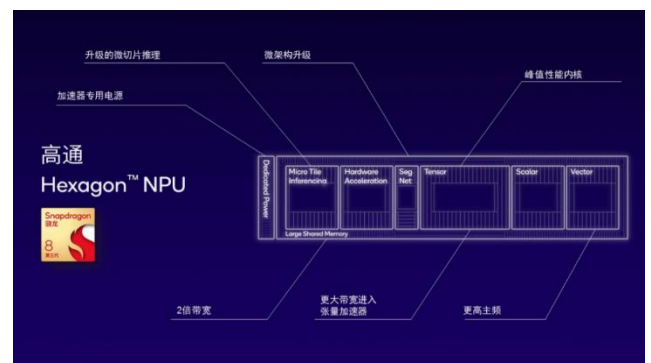 升级的微切片推理
微架构升级
峰值性能内核
加速器专用电源
高通
Hexagon™ NPU
Snapdragon
骁龙
8
第三代
Dedicated Power
Micro Tile
Inferencing
Hardware
Acceleration
Seg
Net
Tensor
Scalar
Vector
Large Shared Memory
2倍带宽
更大带宽进入
张量加速器
更高主频